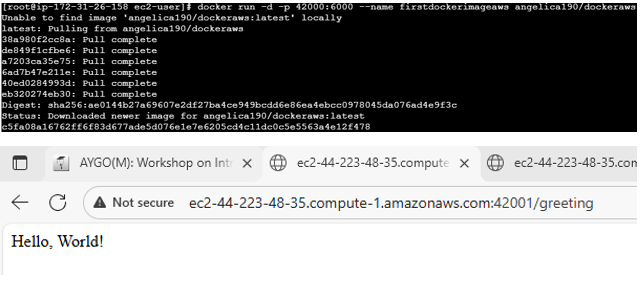 [root@ip-172-31-26-158 ec2-user]# docker run -d -p 42000:6000 --name firstdockerimageaws angelica190/dockeraws
Unable to find image 'angelica190/dockeraws:latest' locally
latest: Pulling from angelica190/dockeraws
38a980f2cc8a: Pull complete
de849f1cfbe6: Pull complete
a7203ca35e75: Pull complete
6ad7b47e211e: Pull complete
40ed0284993d: Pull complete
eb320274eb30: Pull complete
Digest: sha256:ae0144b27a69607e2df27ba4ce949bcdd6e86ea4ebcc0978045da076ad4e9f3c
Status: Downloaded newer image for angelica190/dockeraws:latest
c5fa08a16762ff6f83d677ade5d076e1e7e6205cd4c11dc0c5e5563a4e12f478
AYGO(M): Workshop on Intr ec2-44-223-48-35.compute ec2-44-223-48-35.com
Not secure ec2-44-223-48-35.compute-1.amazonaws.com:42001/greeting
Hello, World!